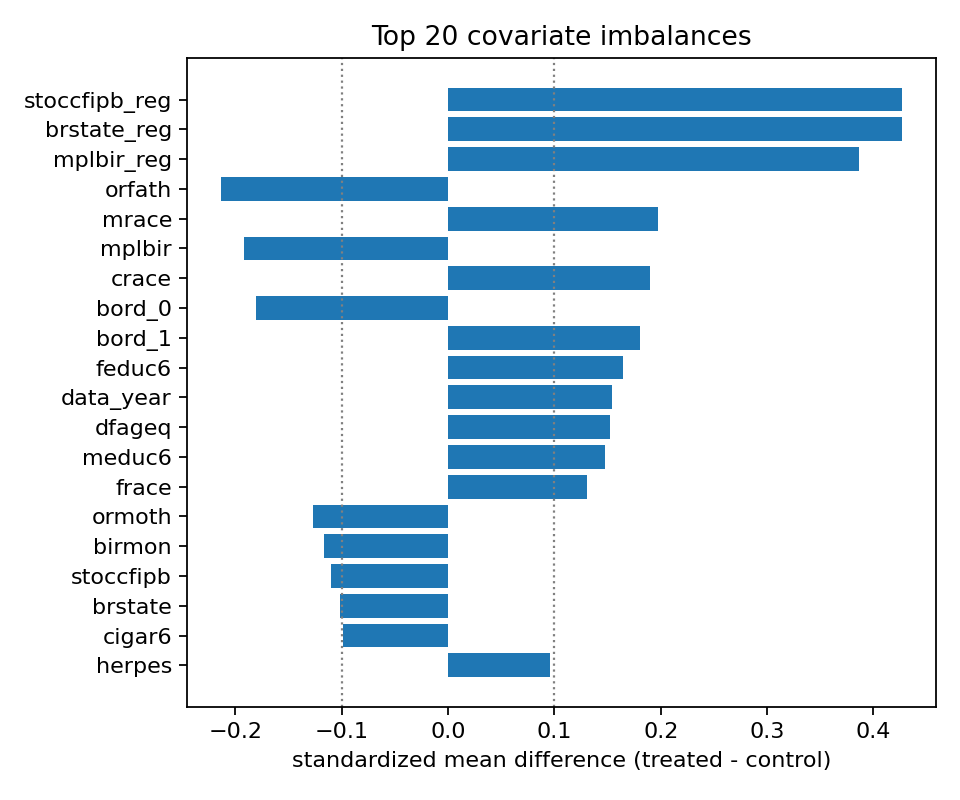 Top 20 covariate imbalances
stoccfipb_reg
brstate_reg
mplbir_reg
orfath
mrace
mplbir
crace
bord_0
bord_1
feduc6
data_year
dfageq
meduc6
frace
ormoth
birmon
stoccfipb
brstate
cigar6
herpes
−0.2 −0.1 0.0 0.1 0.2 0.3 0.4
standardized mean difference (treated - control)